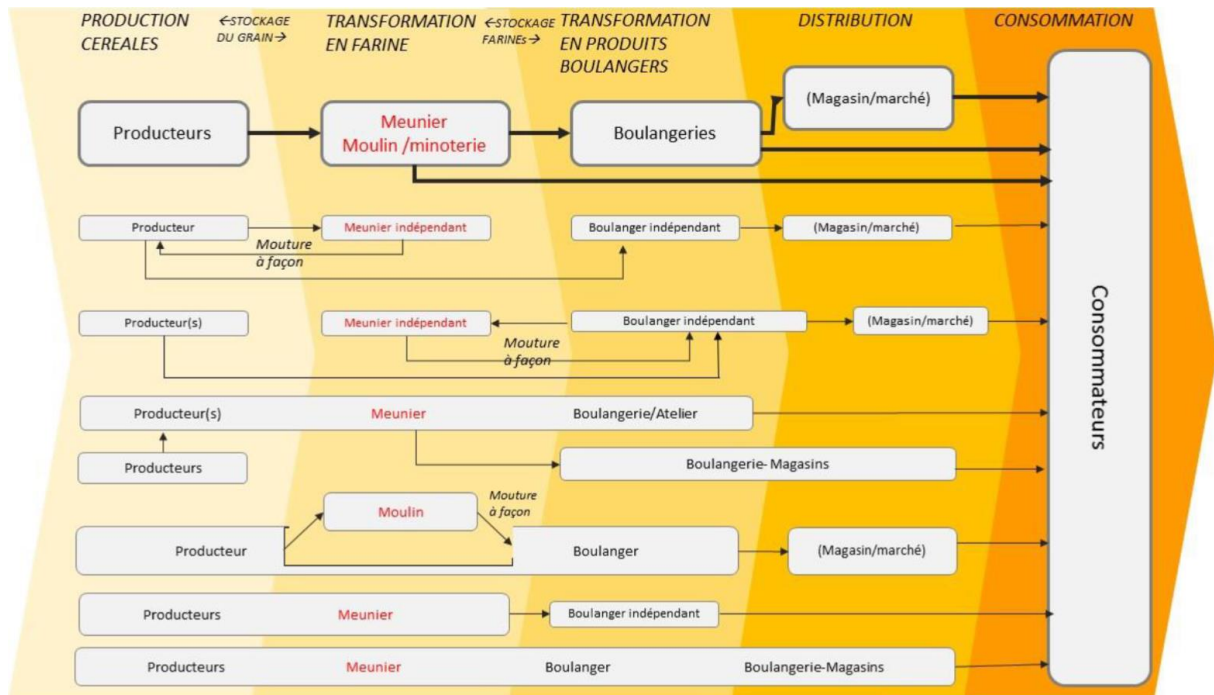 PRODUCTION
CEREALES
←STOCKAGE
DU GRAIN→
TRANSFORMATION
EN FARINE
←STOCKAGE
FARINEs→
TRANSFORMATION
EN PRODUITS
BOULANGERS
DISTRIBUTION
CONSOMMATION
Producteurs
Meunier
Moulin /minoterie
Boulangeries
(Magasin/marché)
Producteur
Meunier indépendant
Mouture
à façon
Boulanger indépendant
(Magasin/marché)
Producteur(s)
Meunier indépendant
Mouture
à façon
Boulanger indépendant
(Magasin/marché)
Producteur(s)
Meunier
Boulangerie/Atelier
Producteurs
Boulangerie- Magasins
Producteur
Moulin
Mouture
à façon
Boulanger
(Magasin/marché)
Producteurs
Meunier
Boulanger indépendant
Producteurs
Meunier
Boulanger
Boulangerie-Magasins
Consommateurs